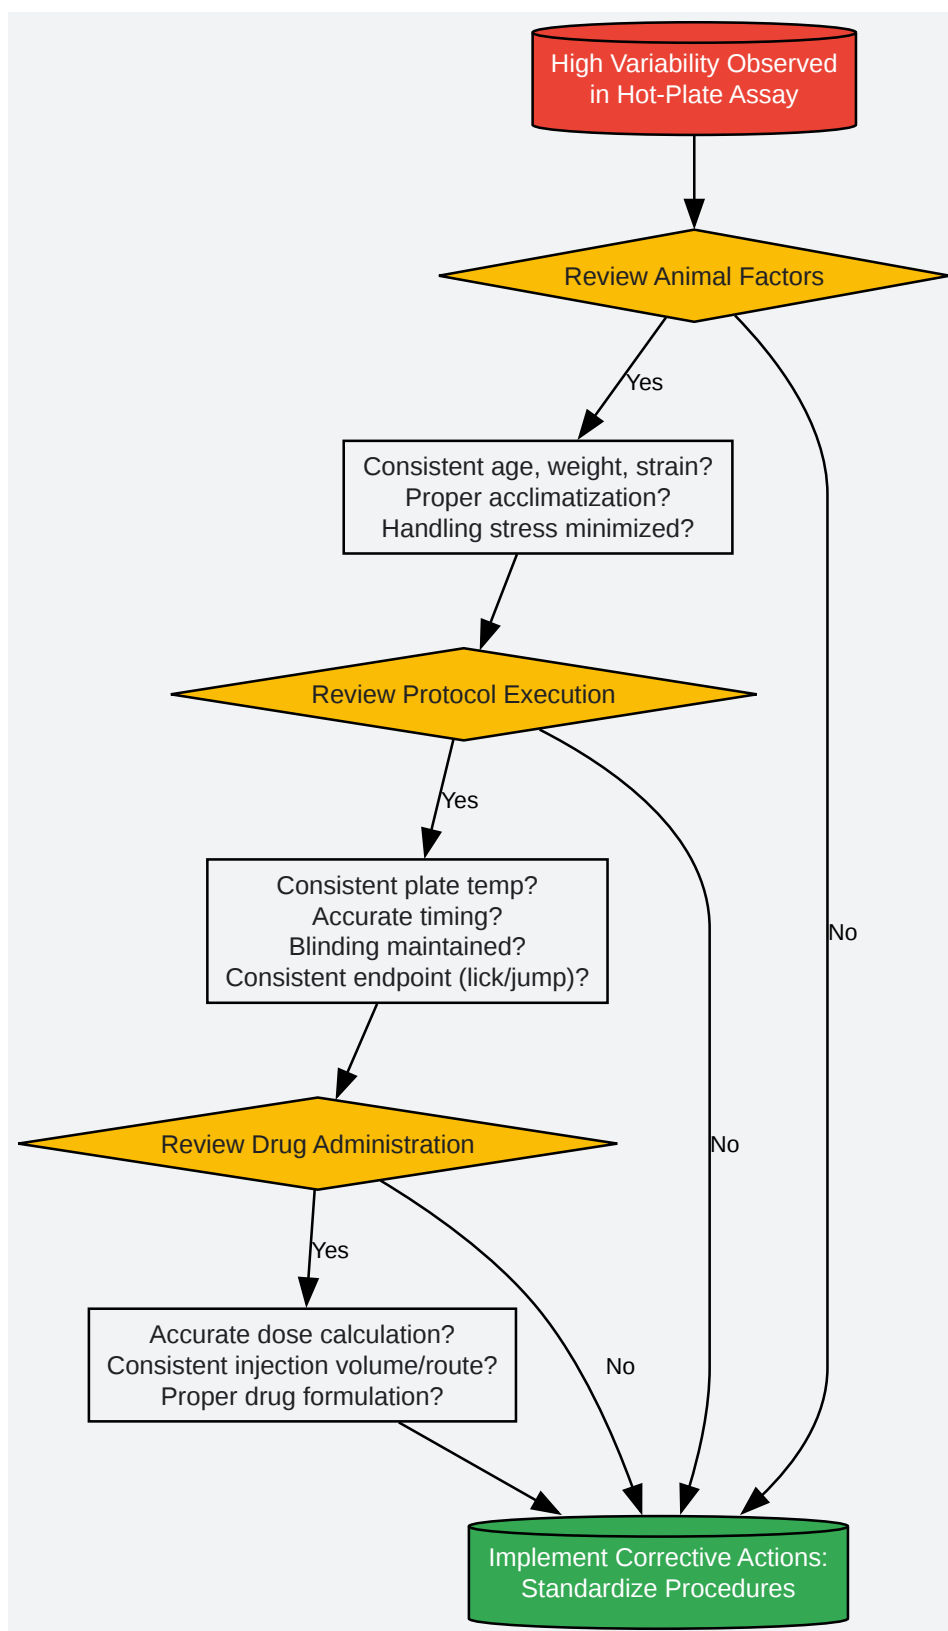 High Variability Observed
in Hot-Plate Assay
Review Animal Factors
Yes
Consistent age, weight, strain?
Proper acclimatization?
Handling stress minimized?
Review Protocol Execution
Yes
Consistent plate temp?
Accurate timing?
Blinding maintained?
Consistent endpoint (lick/jump)?
No
Review Drug Administration
No
Yes
Accurate dose calculation?
Consistent injection volume/route?
Proper drug formulation?
No
Implement Corrective Actions:
Standardize Procedures